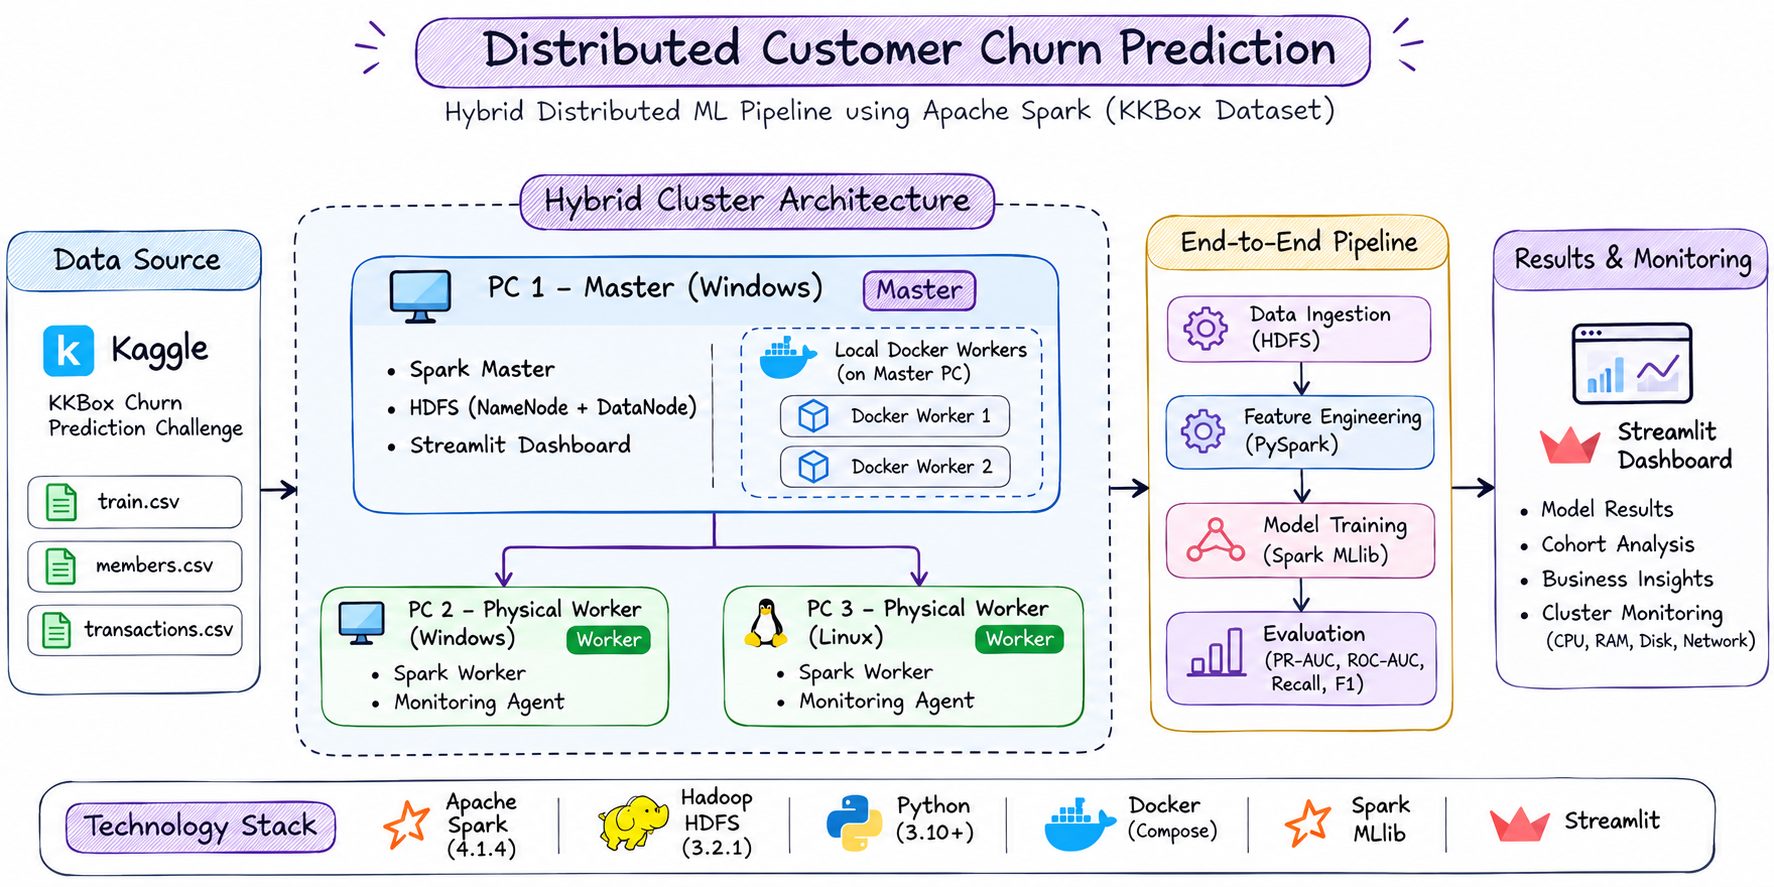 Distributed Customer Churn Prediction
Hybrid Distributed ML Pipeline using Apache Spark (KKBox Dataset)
Data Source
k Kaggle
KKBox Churn
Prediction Challenge
train.csv
members.csv
transactions.csv
Hybrid Cluster Architecture
PC 1 – Master (Windows)
Master
• Spark Master
• HDFS (NameNode + DataNode)
• Streamlit Dashboard
Local Docker Workers
(on Master PC)
Docker Worker 1
Docker Worker 2
PC 2 – Physical Worker
(Windows)
Worker
• Spark Worker
• Monitoring Agent
PC 3 – Physical Worker
(Linux)
Worker
• Spark Worker
• Monitoring Agent
End-to-End Pipeline
Data Ingestion
(HDFS)
Feature Engineering
(PySpark)
Model Training
(Spark MLlib)
Evaluation
(PR-AUC, ROC-AUC,
Recall, F1)
Results & Monitoring
Streamlit
Dashboard
• Model Results
• Cohort Analysis
• Business Insights
• Cluster Monitoring
(CPU, RAM, Disk, Network)
Technology Stack
Apache
Spark
(4.1.4)
Hadoop
HDFS
(3.2.1)
Python
(3.10+)
Docker
(Compose)
Spark
MLlib
Streamlit